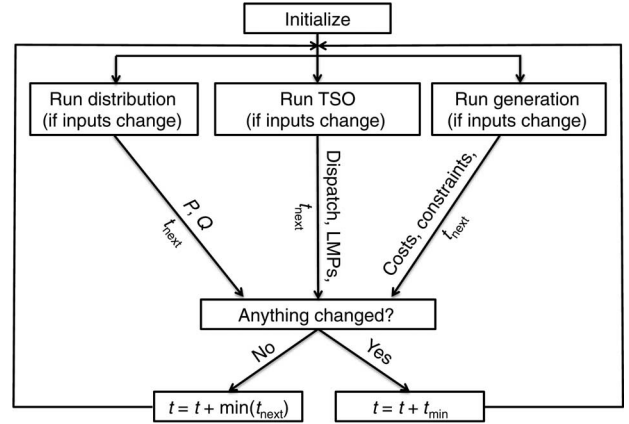 Initialize
Run distribution
(if inputs change)
Run TSO
(if inputs change)
Run generation
(if inputs change)
P, Q
t_next
Dispatch, LMPs,
t_next
Costs, constraints,
t_next
Anything changed?
No
Yes
t = t + min(t_next)
t = t + t_min